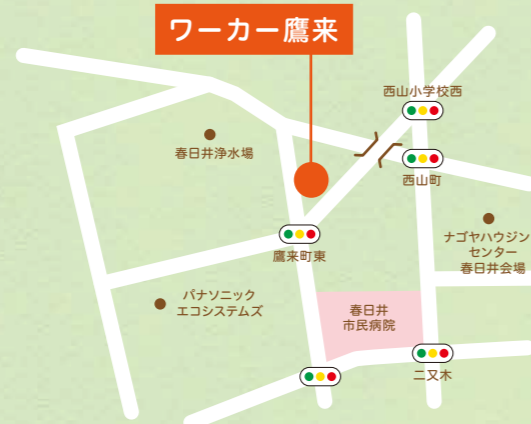 ワーカー鷹来
西山小学校西
春日井浄水場
西山町
ナゴヤハウジン
センター
春日井会場
鷹来町東
パナソニック
エコシステムズ
春日井
市民病院
二又木